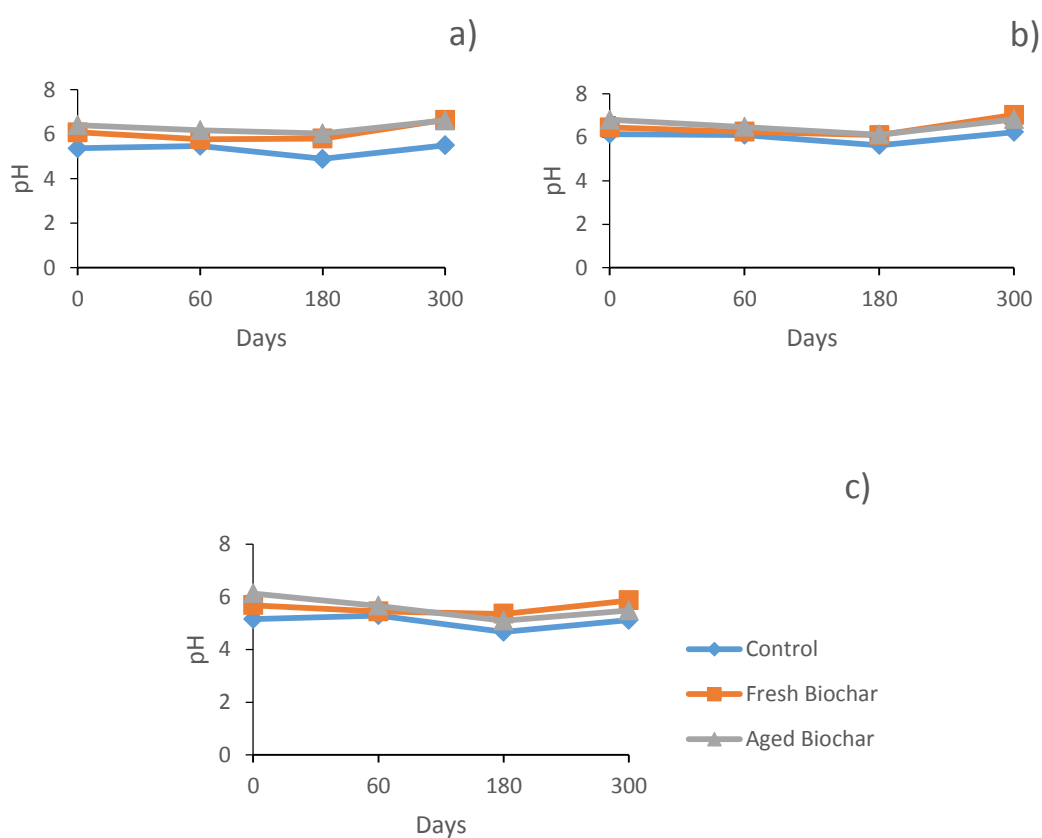 a)
8
6
4
2
0
pH
0 60 180 300
Days
b)
8
6
4
2
0
pH
0 60 180 300
Days
c)
8
6
4
2
0
pH
0 60 180 300
Days
Control
Fresh Biochar
Aged Biochar